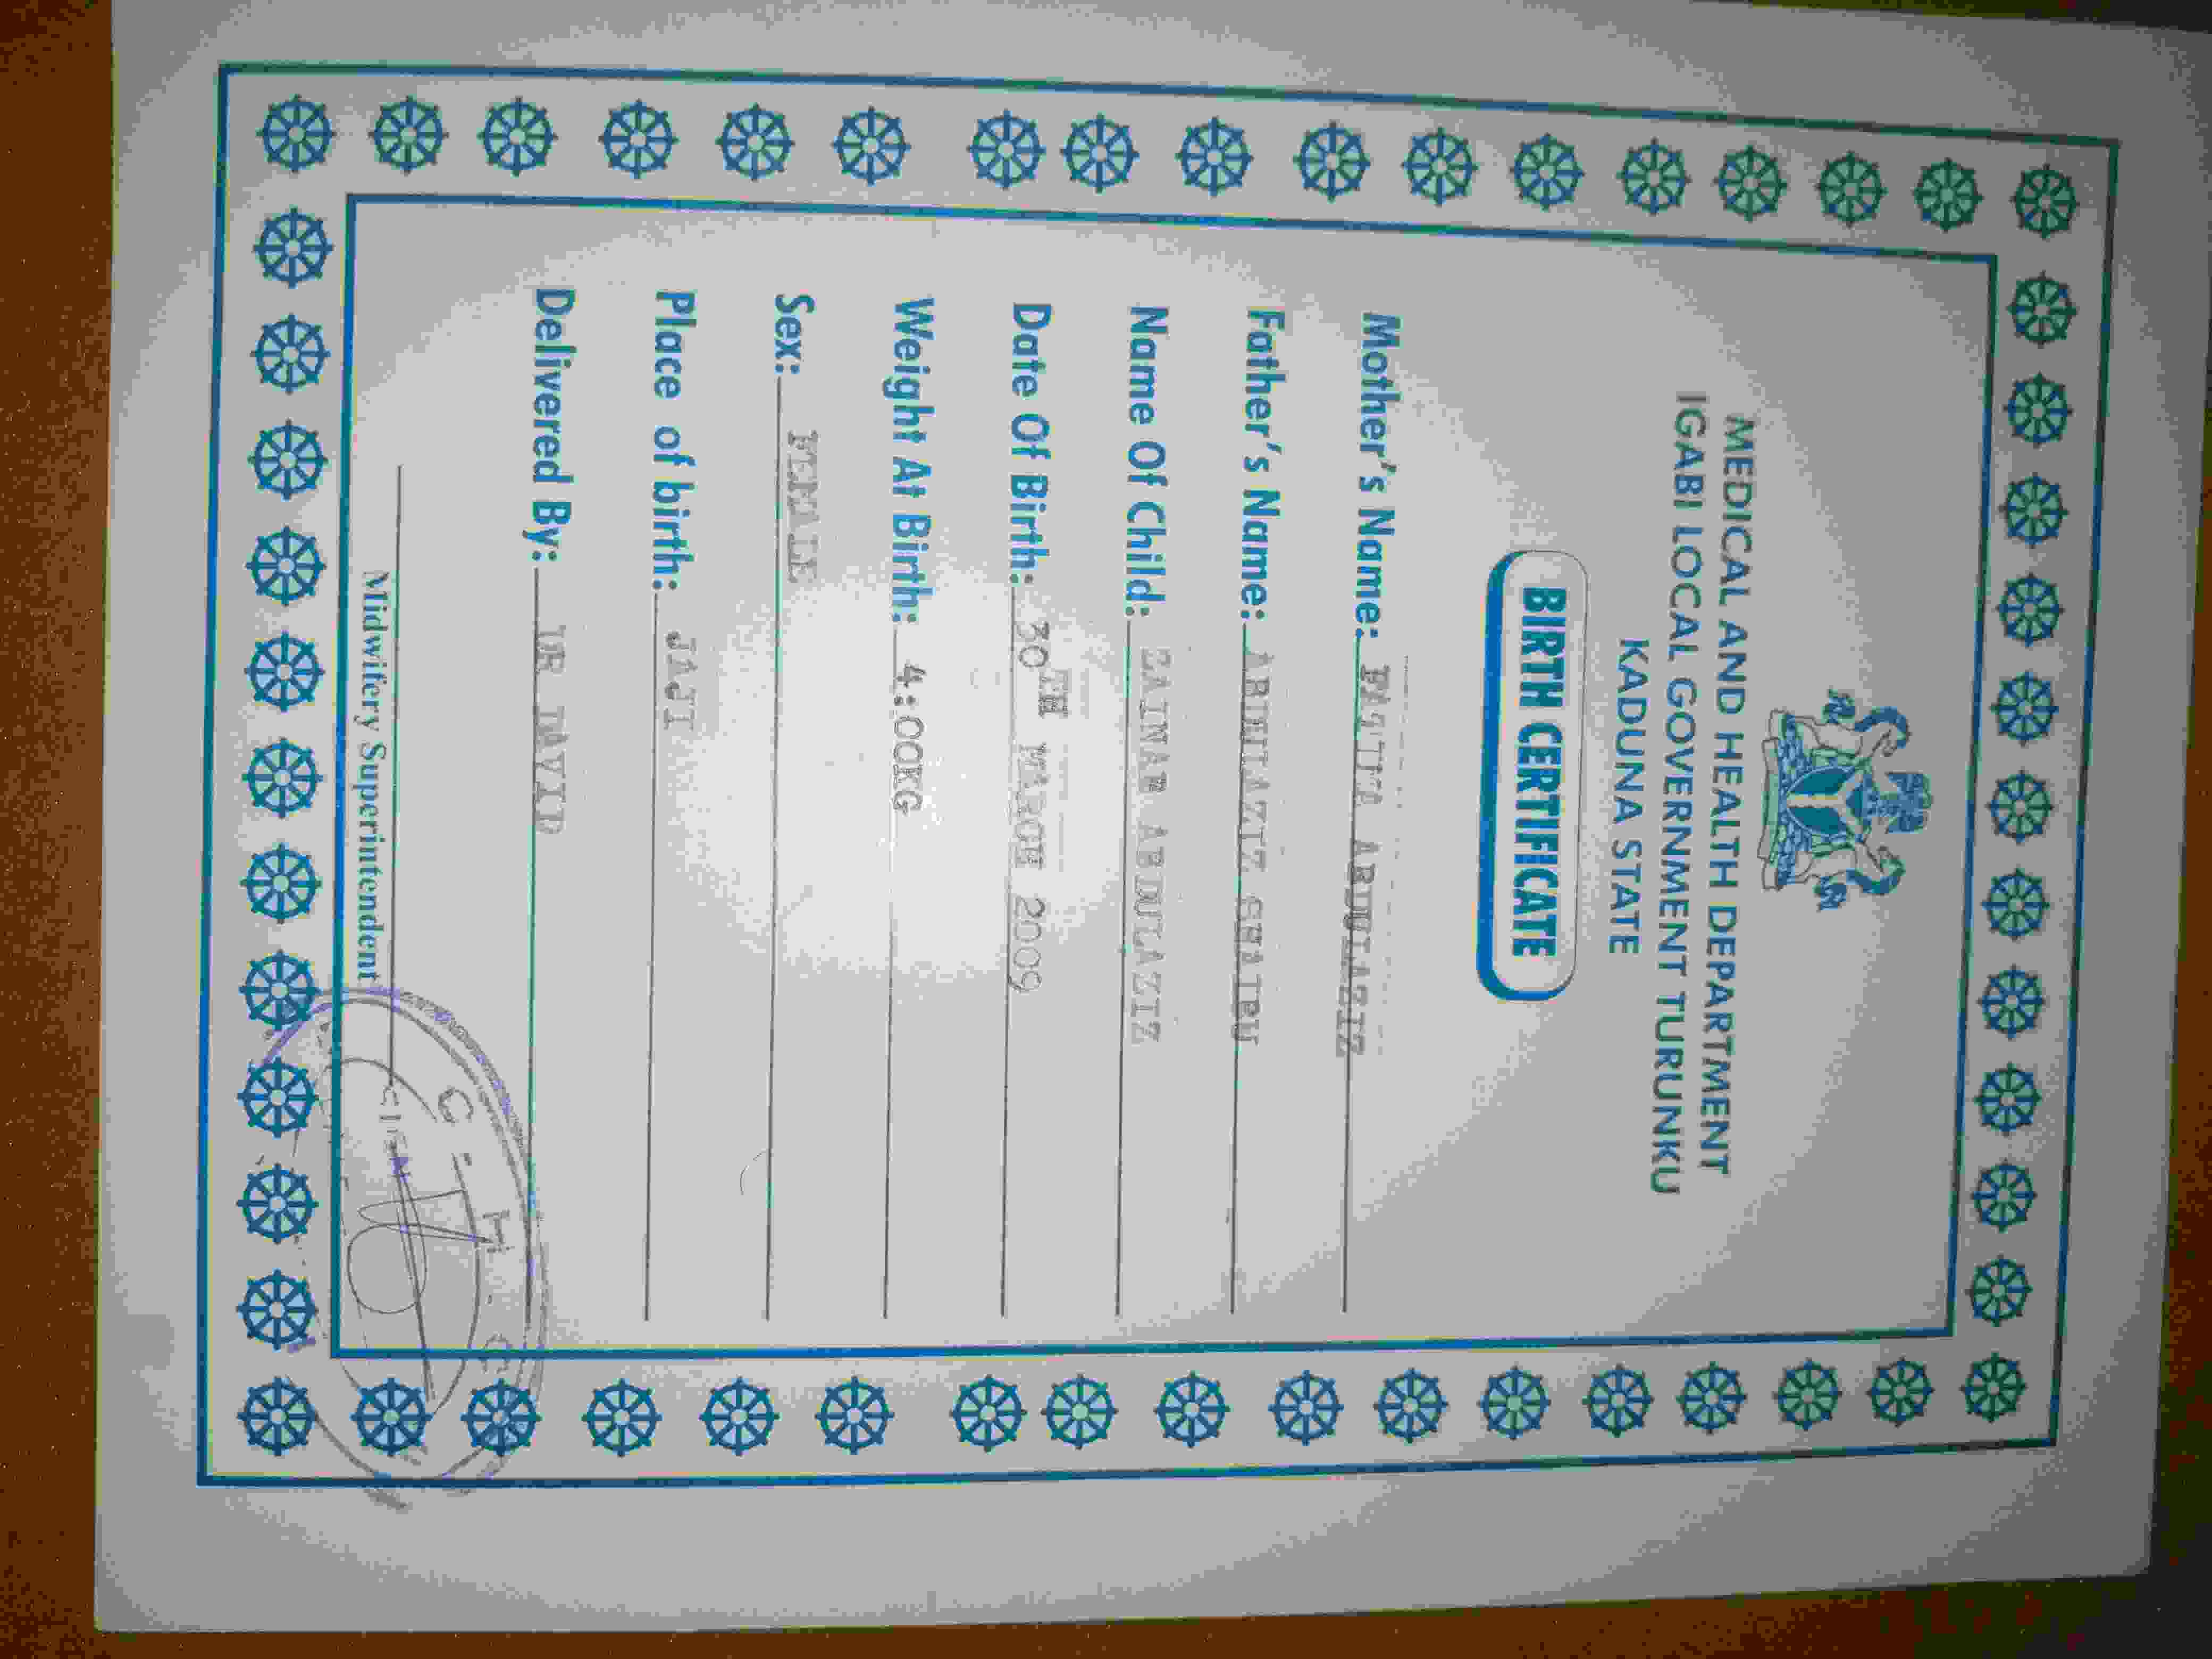 MEDICAL AND HEALTH DEPARTMENT
IGABI LOCAL GOVERNMENT TURUNKU
KADUNA STATE
BIRTH CERTIFICATE
Mother's Name: FATIMA ABDULAZIZ
Father's Name: ABDULAZIZ SHAIBU
Name Of Child: ZAINAB ABDULAZIZ
Date Of Birth: 30 TH MARCH 2009
Weight At Birth: 4:00KG
Sex: FEMALE
Place of birth: JAJI
Delivered By: DR DAVID
Midwifery Superintendent